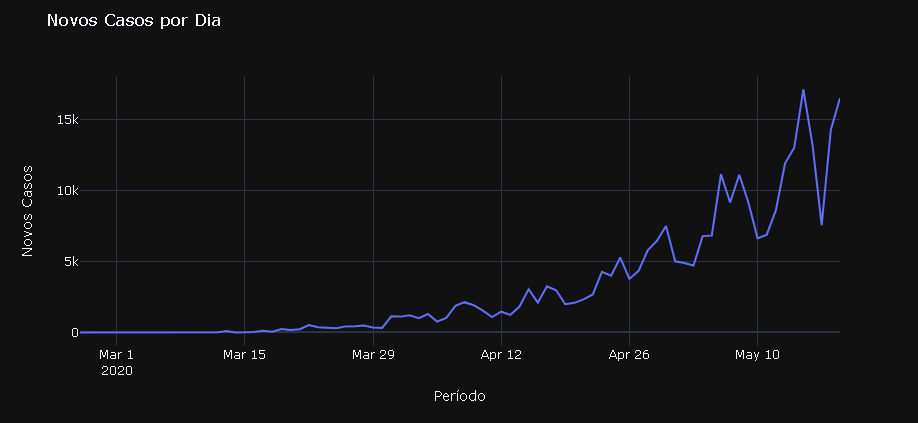 Novos Casos por Dia
Novos Casos
15k
10k
5k
0
Mar 1
2020
Mar 15
Mar 29
Apr 12
Apr 26
May 10
Período